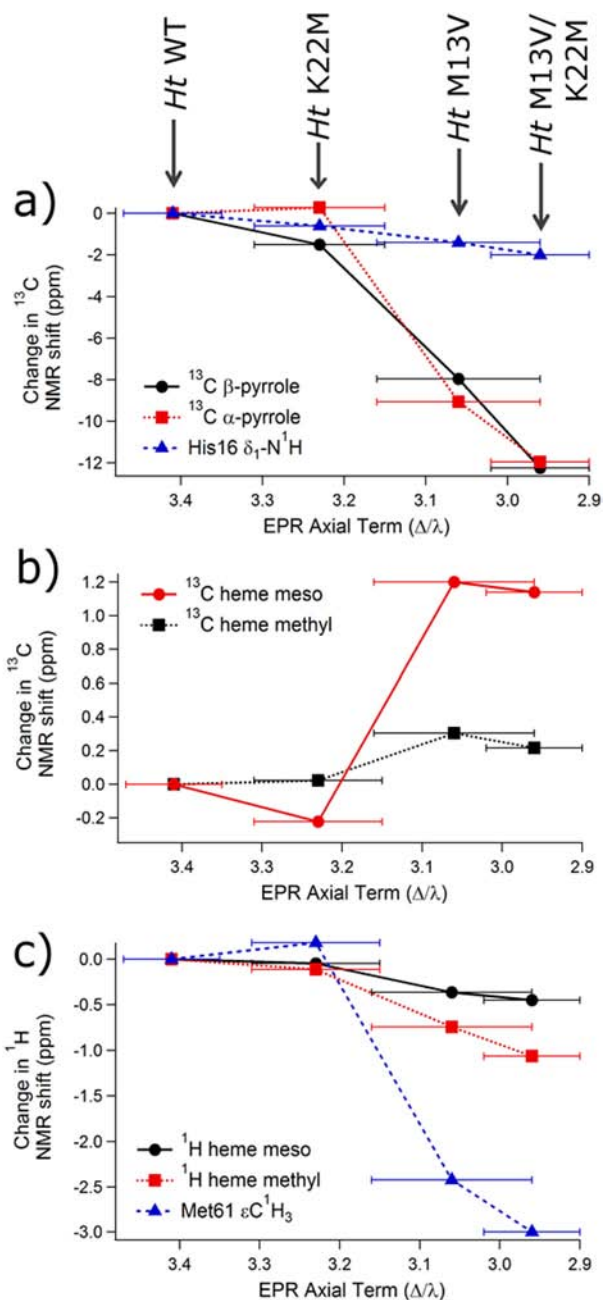 Ht WT
Ht K22M
Ht M13V
Ht M13V/
K22M
a)
Change in ¹³C
NMR shift (ppm)
0
-2
-4
-6
-8
-10
-12
¹³C β-pyrrole
¹³C α-pyrrole
His16 δ₁-N¹H
3.4 3.3 3.2 3.1 3.0 2.9
EPR Axial Term (Δ/λ)
b)
Change in ¹³C
NMR shift (ppm)
1.2
1.0
0.8
0.6
0.4
0.2
0.0
-0.2
¹³C heme meso
¹³C heme methyl
3.4 3.3 3.2 3.1 3.0 2.9
EPR Axial Term (Δ/λ)
c)
Change in ¹H
NMR shift (ppm)
0.0
-0.5
-1.0
-1.5
-2.0
-2.5
-3.0
¹H heme meso
¹H heme methyl
Met61 εC¹H₃
3.4 3.3 3.2 3.1 3.0 2.9
EPR Axial Term (Δ/λ)